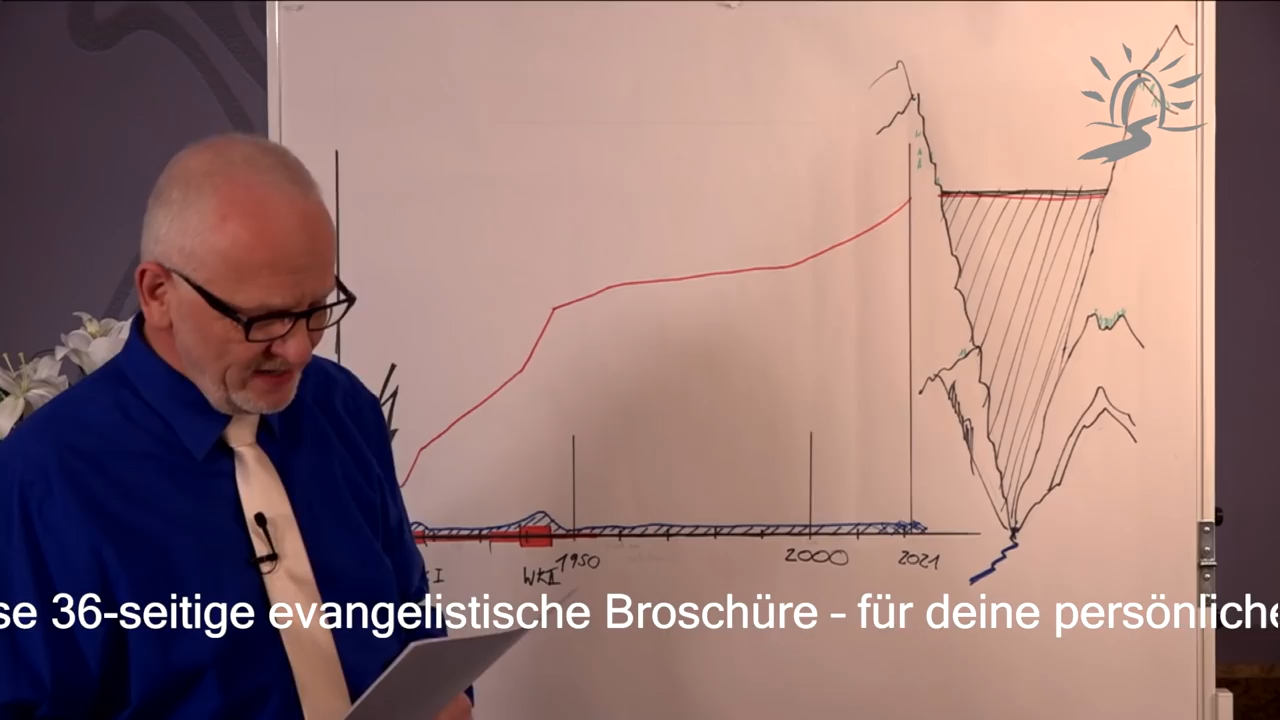 1950
2000
2021
I
WKII
se 36-seitige evangelistische Broschüre – für deine persönliche